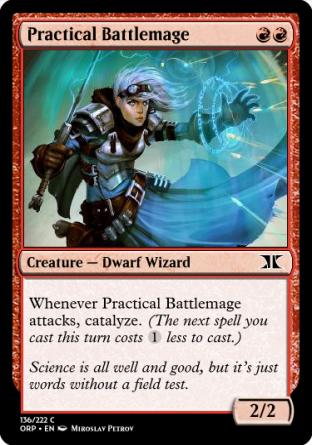 Practical Battlemage
Creature — Dwarf Wizard
Whenever Practical Battlemage
attacks, catalyze. (The next spell you
cast this turn costs 1 less to cast.)
Science is all well and good, but it's just
words without a field test.
2/2
136/222 C
ORP • EN Miroslav Petrov